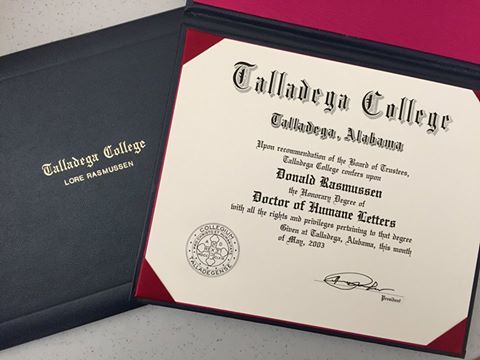 Talladega College
LORE RASMUSSEN
Talladega College
Talladega, Alabama
Upon recommendation of the Board of Trustees,
Talladega College confers upon
Donald Rasmussen
the Honorary Degree of
Doctor of Humane Letters
with all the rights and privileges pertaining to that degree
Given at Talladega, Alabama, this month
of May, 2003
President
COLLEGIUM
TALLADEGENSE